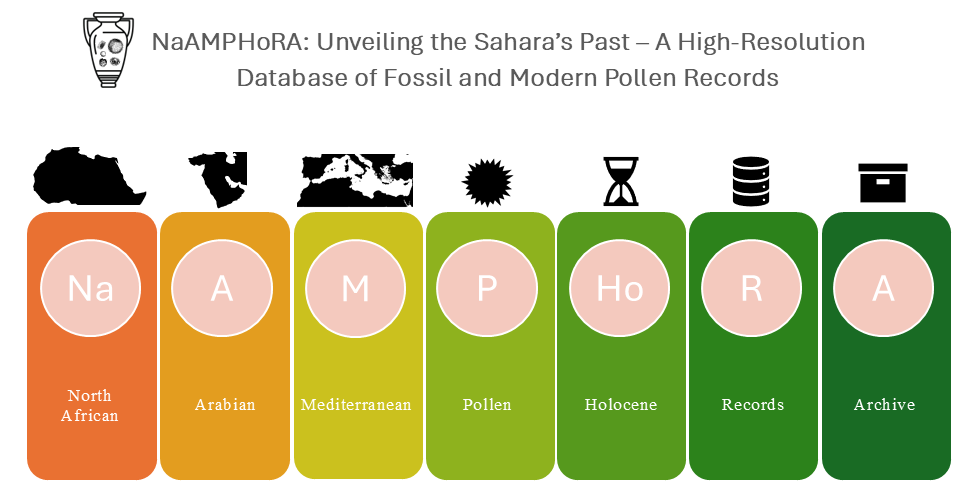 NaAMPHoRA: Unveiling the Sahara’s Past – A High-Resolution
Database of Fossil and Modern Pollen Records
Na
A
M
P
Ho
R
A
North
African
Arabian
Mediterranean
Pollen
Holocene
Records
Archive